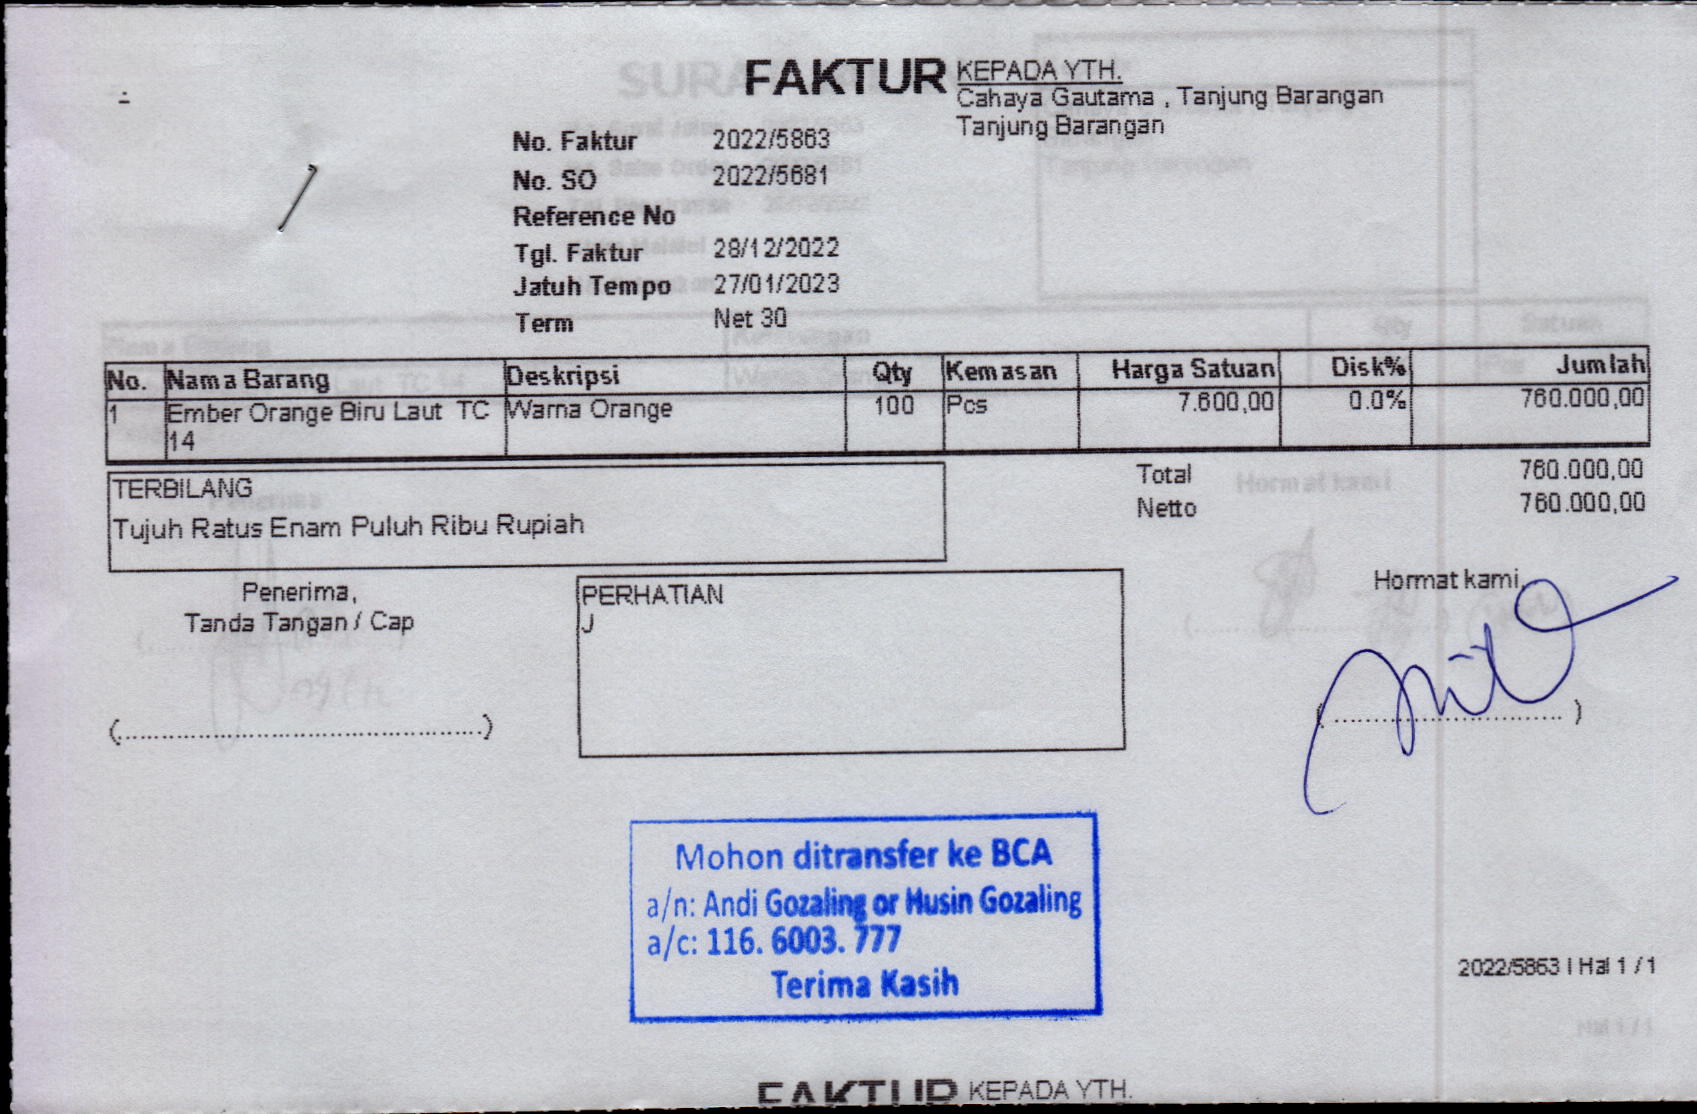 FAKTUR
KEPADA YTH.
Cahaya Gautama , Tanjung Barangan
Tanjung Barangan
No. Faktur 2022/5863
No. SO 2022/5681
Reference No
Tgl. Faktur 28/12/2022
Jatuh Tempo 27/01/2023
Term Net 30
No. Nama Barang Deskripsi Qty Kemasan Harga Satuan Disk% Jumlah
1 Ember Orange Biru Laut TC 14 Warna Orange 100 Pcs 7.600,00 0.0% 760.000,00
Total 760.000,00
Netto 760.000,00
TERBILANG
Tujuh Ratus Enam Puluh Ribu Rupiah
Penerima,
Tanda Tangan / Cap
(...............................................)
PERHATIAN
J
Hormat kami,
(.............................)
Mohon ditransfer ke BCA
a/n: Andi Gozaling or Husin Gozaling
a/c: 116. 6003. 777
Terima Kasih
2022/5863 | Hal 1 / 1
FAKTUR KEPADA YTH.